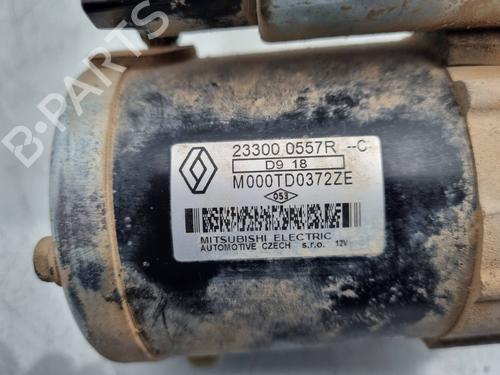 B-PARTS
23300 0557R --C
D9 18
M000TD0372ZE
053
MITSUBISHI ELECTRIC
AUTOMOTIVE CZECH s.r.o. 12V